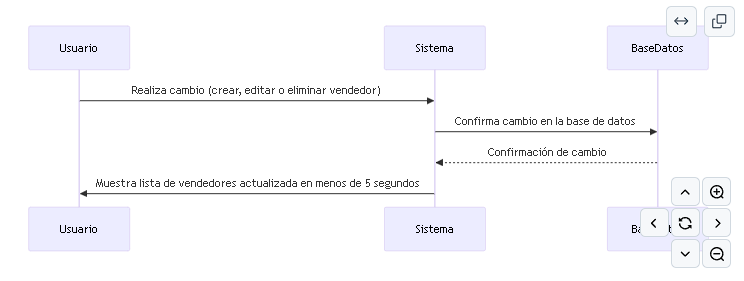 Usuario
Sistema
BaseDatos
Realiza cambio (crear, editar o eliminar vendedor)
Confirma cambio en la base de datos
Confirmación de cambio
Muestra lista de vendedores actualizada en menos de 5 segundos
Usuario
Sistema